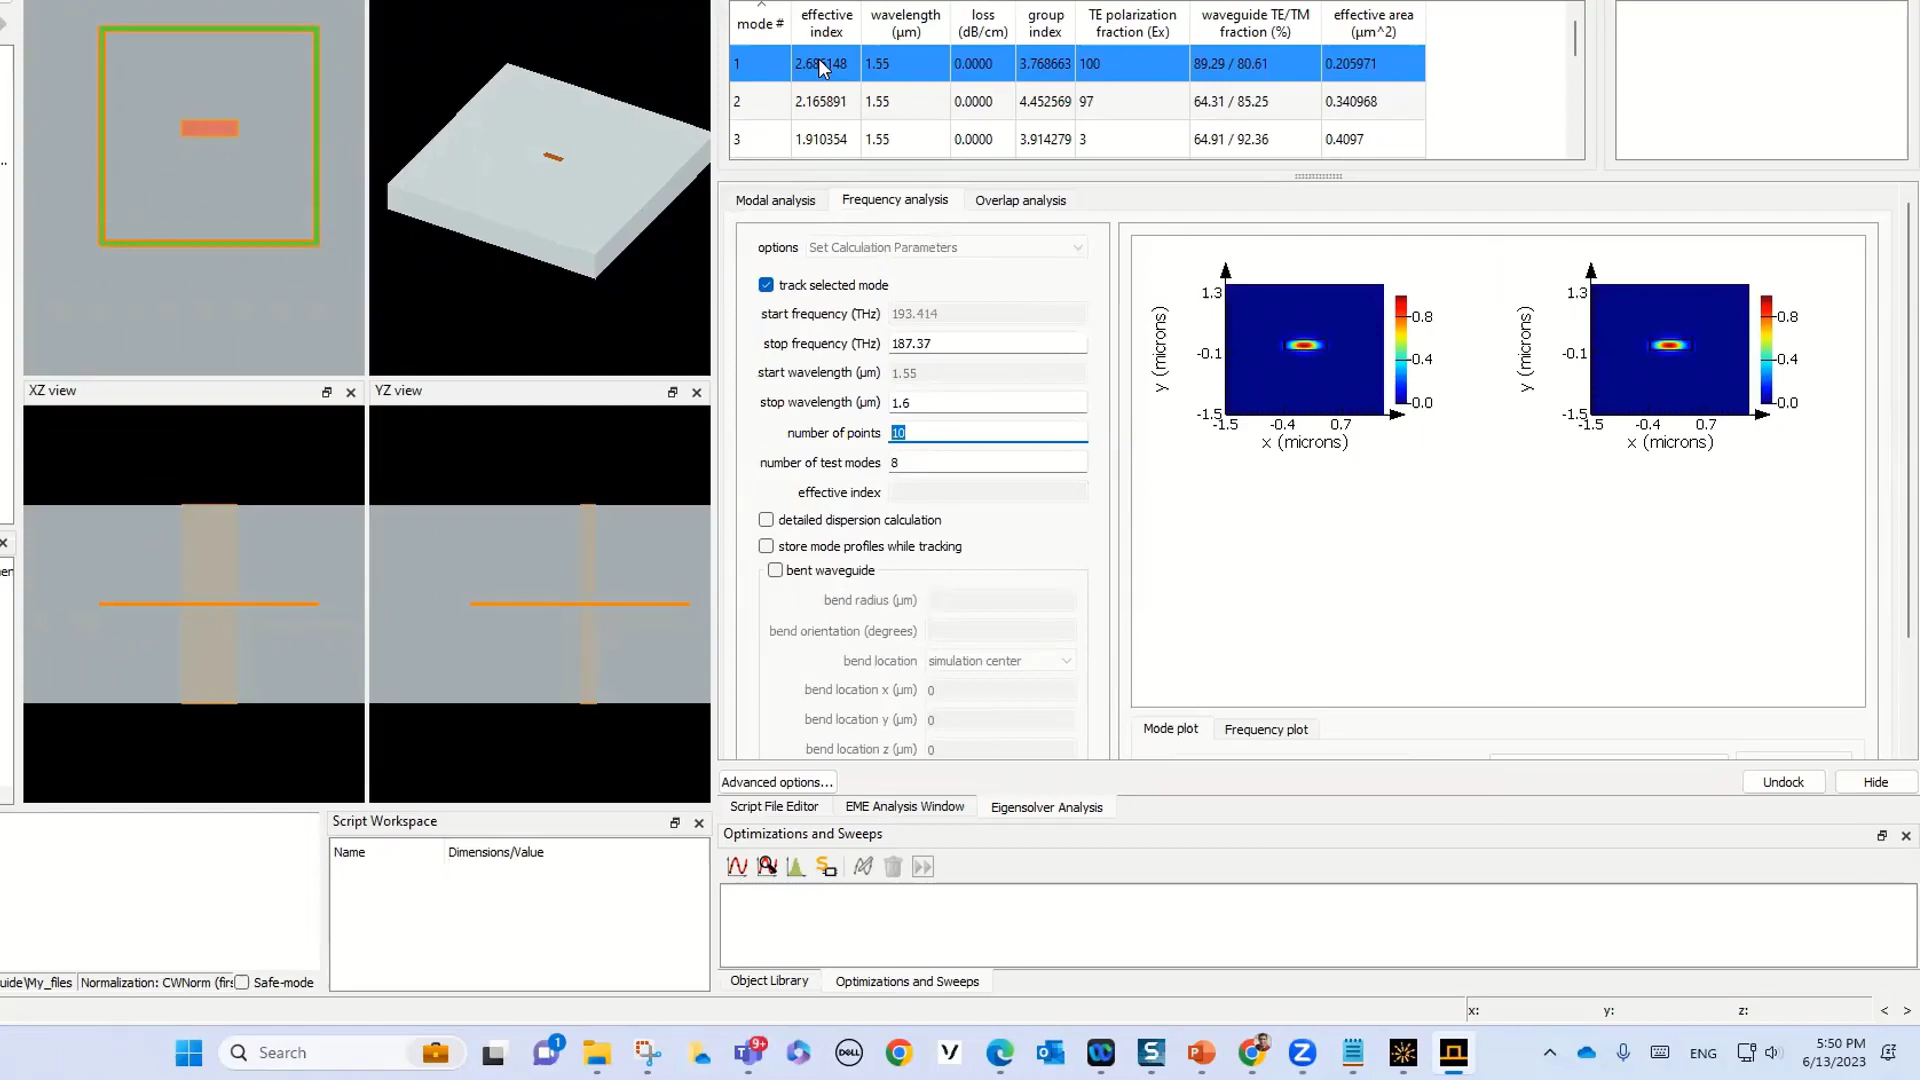 mode # effective index wavelength (µm) loss (dB/cm) group index TE polarization fraction (Ex) waveguide TE/TM fraction (%) effective area (µm^2)
1 1.55 0.0000 3.768663 100 89.29 / 80.61 0.205971
2 2.165891 1.55 0.0000 4.452569 97 64.31 / 85.25 0.340968
3 1.910354 1.55 0.0000 3.914279 3 64.91 / 92.36 0.4097
Modal analysis Frequency analysis Overlap analysis
options Set Calculation Parameters
track selected mode
start frequency (THz) 193.414
stop frequency (THz) 187.37
start wavelength (µm) 1.55
stop wavelength (µm) 1.6
number of points 10
number of test modes 8
effective index
detailed dispersion calculation
store mode profiles while tracking
bent waveguide
bend radius (µm)
bend orientation (degrees)
bend location simulation center
bend location x (µm) 0
bend location y (µm) 0
bend location z (µm) 0
y (microns)
1.3
-0.1
-1.5
-1.5 -0.4 0.7
x (microns)
0.8
0.4
0.0
y (microns)
1.3
-0.1
-1.5
-1.5 -0.4 0.7
x (microns)
0.8
0.4
0.0
Mode plot Frequency plot
XZ view
YZ view
Advanced options... Undock Hide
Script File Editor EME Analysis Window Eigensolver Analysis
Script Workspace
Name Dimensions/Value
Optimizations and Sweeps
Object Library Optimizations and Sweeps
uide\My_files Normalization: CWNorm (firs Safe-mode
x: y: z: < >
Search
1
9+
DELL
ENG
5:50 PM
6/13/2023